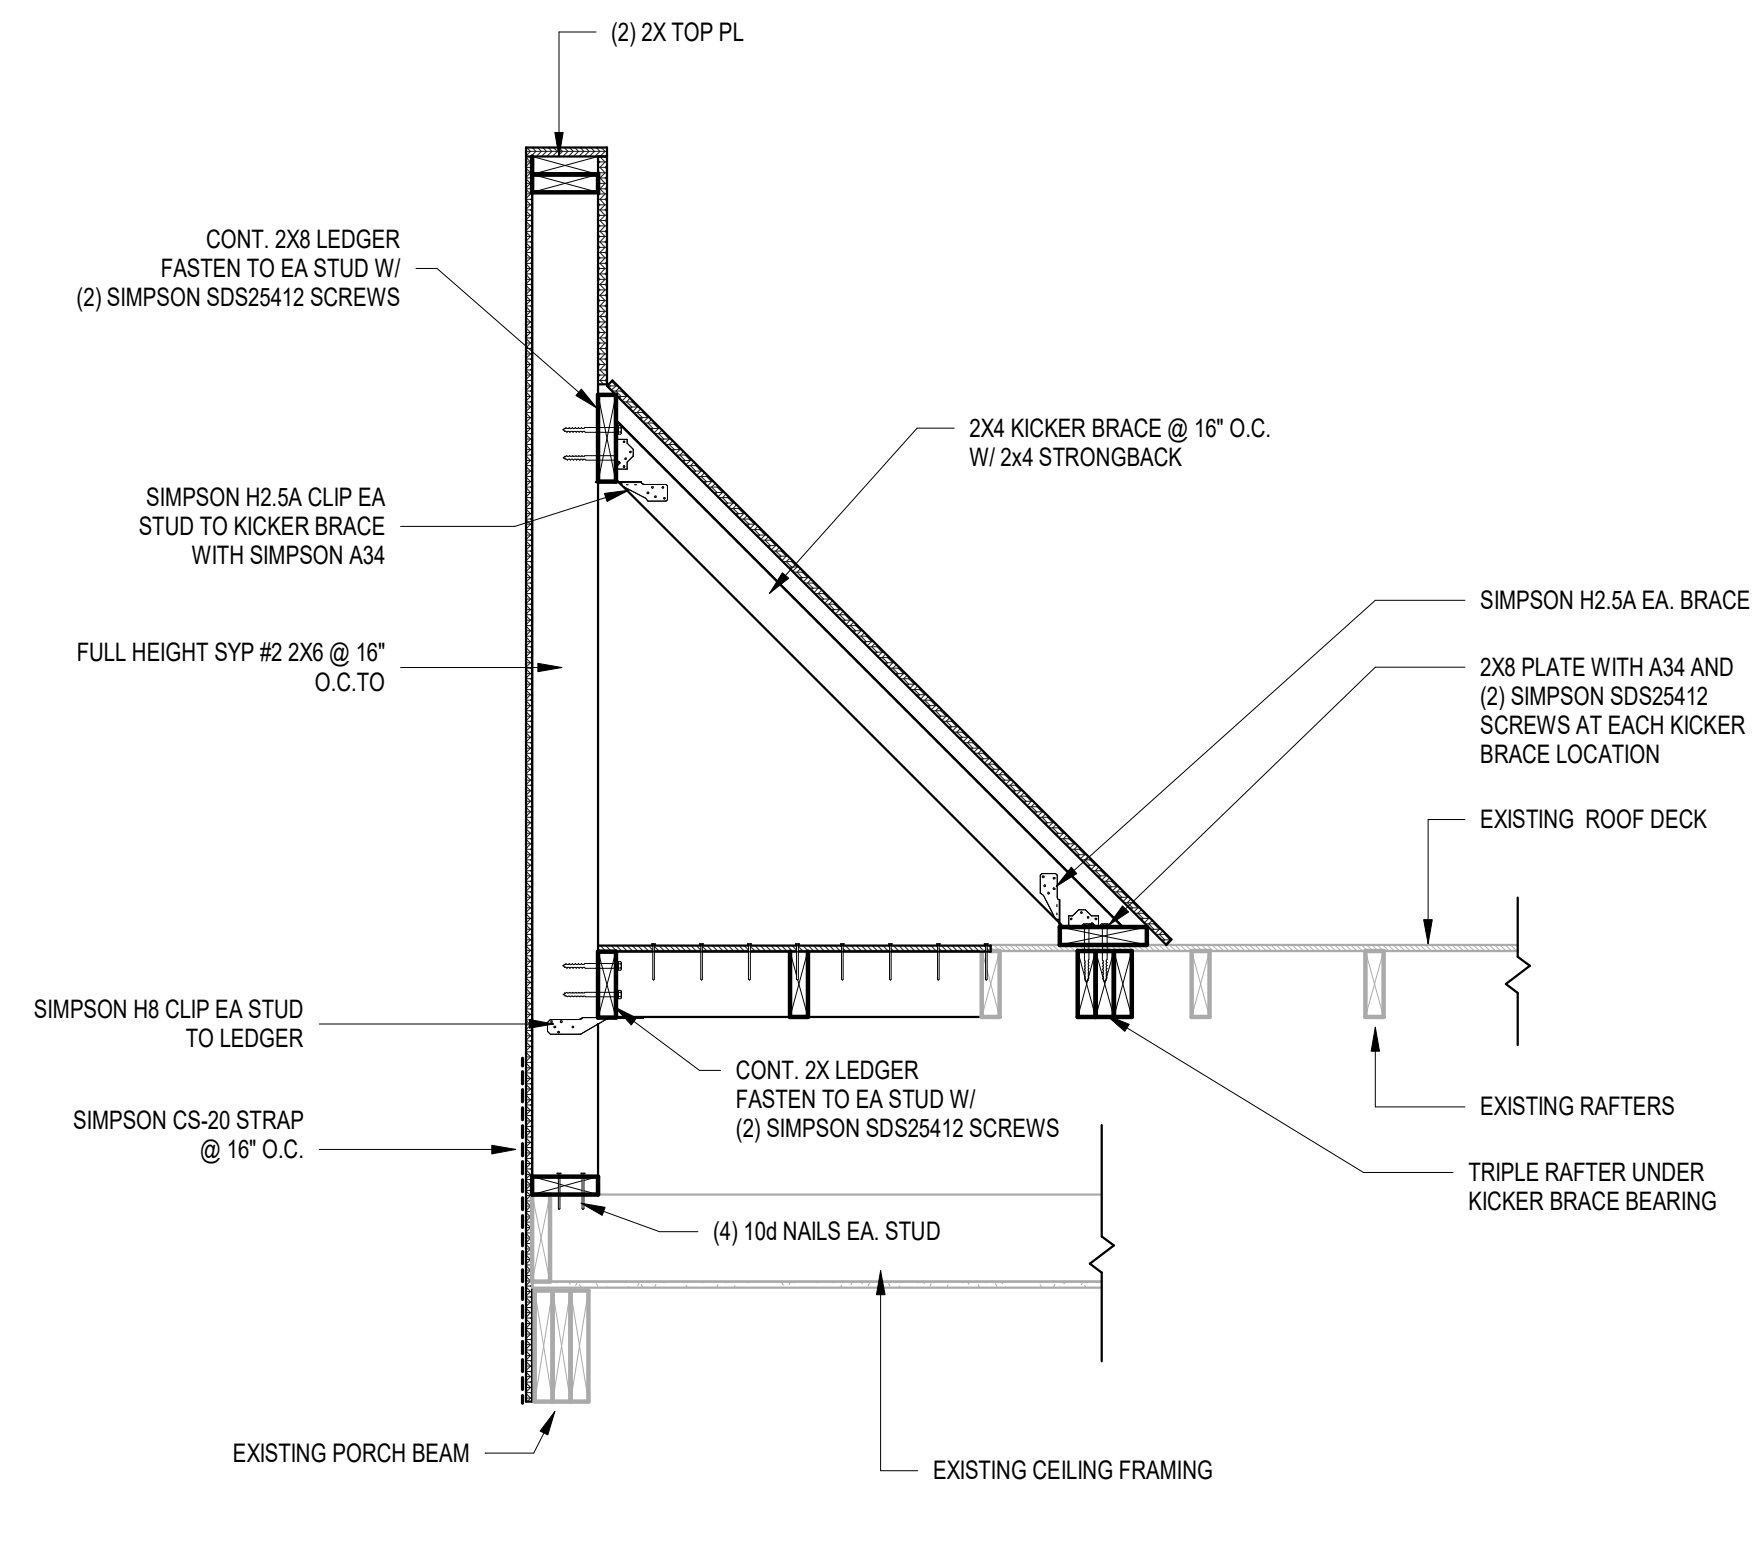 (2) 2X TOP PL
CONT. 2X8 LEDGER
FASTEN TO EA STUD W/
(2) SIMPSON SDS25412 SCREWS
2X4 KICKER BRACE @ 16" O.C.
W/ 2x4 STRONGBACK
SIMPSON H2.5A CLIP EA
STUD TO KICKER BRACE
WITH SIMPSON A34
SIMPSON H2.5A EA. BRACE
FULL HEIGHT SYP #2 2X6 @ 16"
O.C.TO
2X8 PLATE WITH A34 AND
(2) SIMPSON SDS25412
SCREWS AT EACH KICKER
BRACE LOCATION
EXISTING ROOF DECK
SIMPSON H8 CLIP EA STUD
TO LEDGER
CONT. 2X LEDGER
FASTEN TO EA STUD W/
(2) SIMPSON SDS25412 SCREWS
EXISTING RAFTERS
SIMPSON CS-20 STRAP
@ 16" O.C.
TRIPLE RAFTER UNDER
KICKER BRACE BEARING
(4) 10d NAILS EA. STUD
EXISTING PORCH BEAM
EXISTING CEILING FRAMING